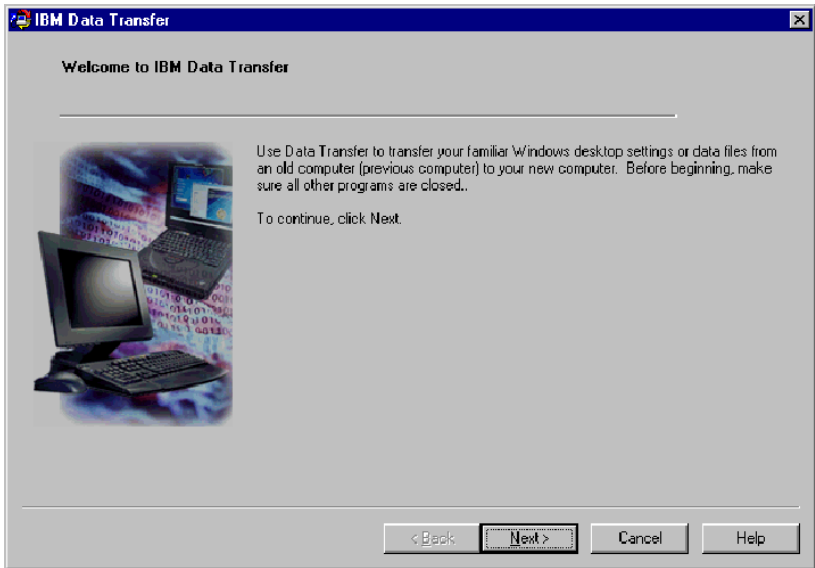 IBM Data Transfer
Welcome to IBM Data Transfer
Use Data Transfer to transfer your familiar Windows desktop settings or data files from
an old computer (previous computer) to your new computer. Before beginning, make
sure all other programs are closed..
To continue, click Next.
< Back
Next >
Cancel
Help